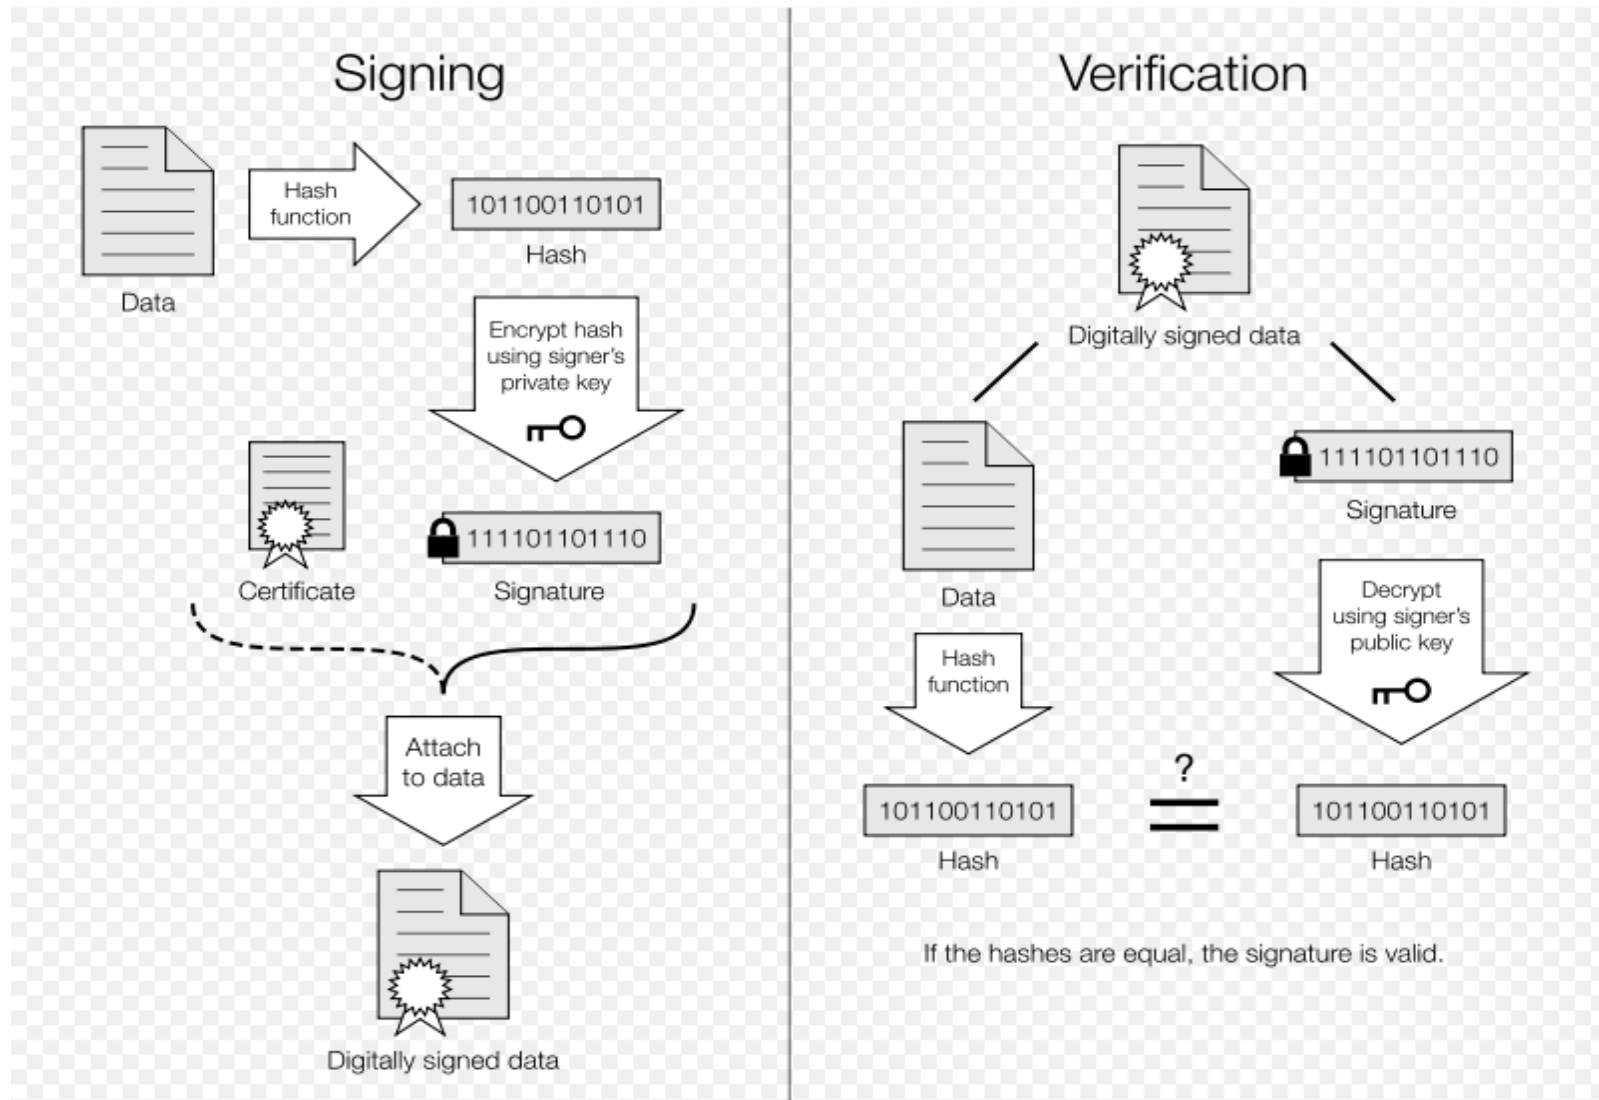 Signing
Data
Hash
function
101100110101
Hash
Encrypt hash
using signer's
private key
Certificate
111101101110
Signature
Attach
to data
Digitally signed data
Verification
Digitally signed data
Data
111101101110
Signature
Hash
function
Decrypt
using signer's
public key
101100110101
Hash
?
=
101100110101
Hash
If the hashes are equal, the signature is valid.